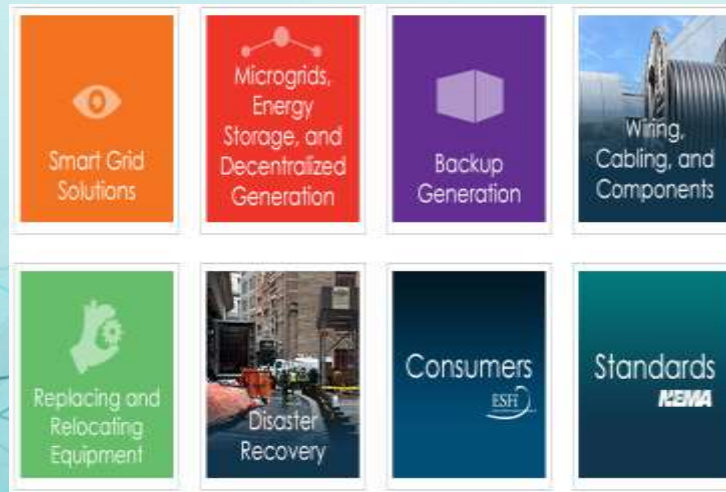 Smart Grid
Solutions
Microgrids,
Energy
Storage, and
Decentralized
Generation
Backup
Generation
Wiring,
Cabling, and
Components
Replacing and
Relocating
Equipment
Disaster
Recovery
Consumers
ESFi
Standards
NEMA